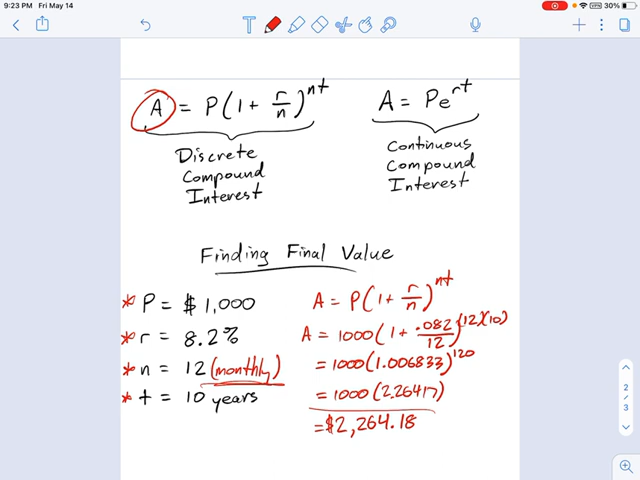 9:23 PM Fri May 14
30%
A = P(1 + r/n)^nt
A = Pe^rt
Discrete
Compound
Interest
Continuous
Compound
Interest
Finding Final Value
* P = $1,000
* r = 8.2%
* n = 12 (monthly)
* t = 10 years
A = P(1 + r/n)^nt
A = 1000(1 + .082/12)^(12)(10)
= 1000(1.006833)^120
= 1000(2.26417)
= $2,264.18
2/3